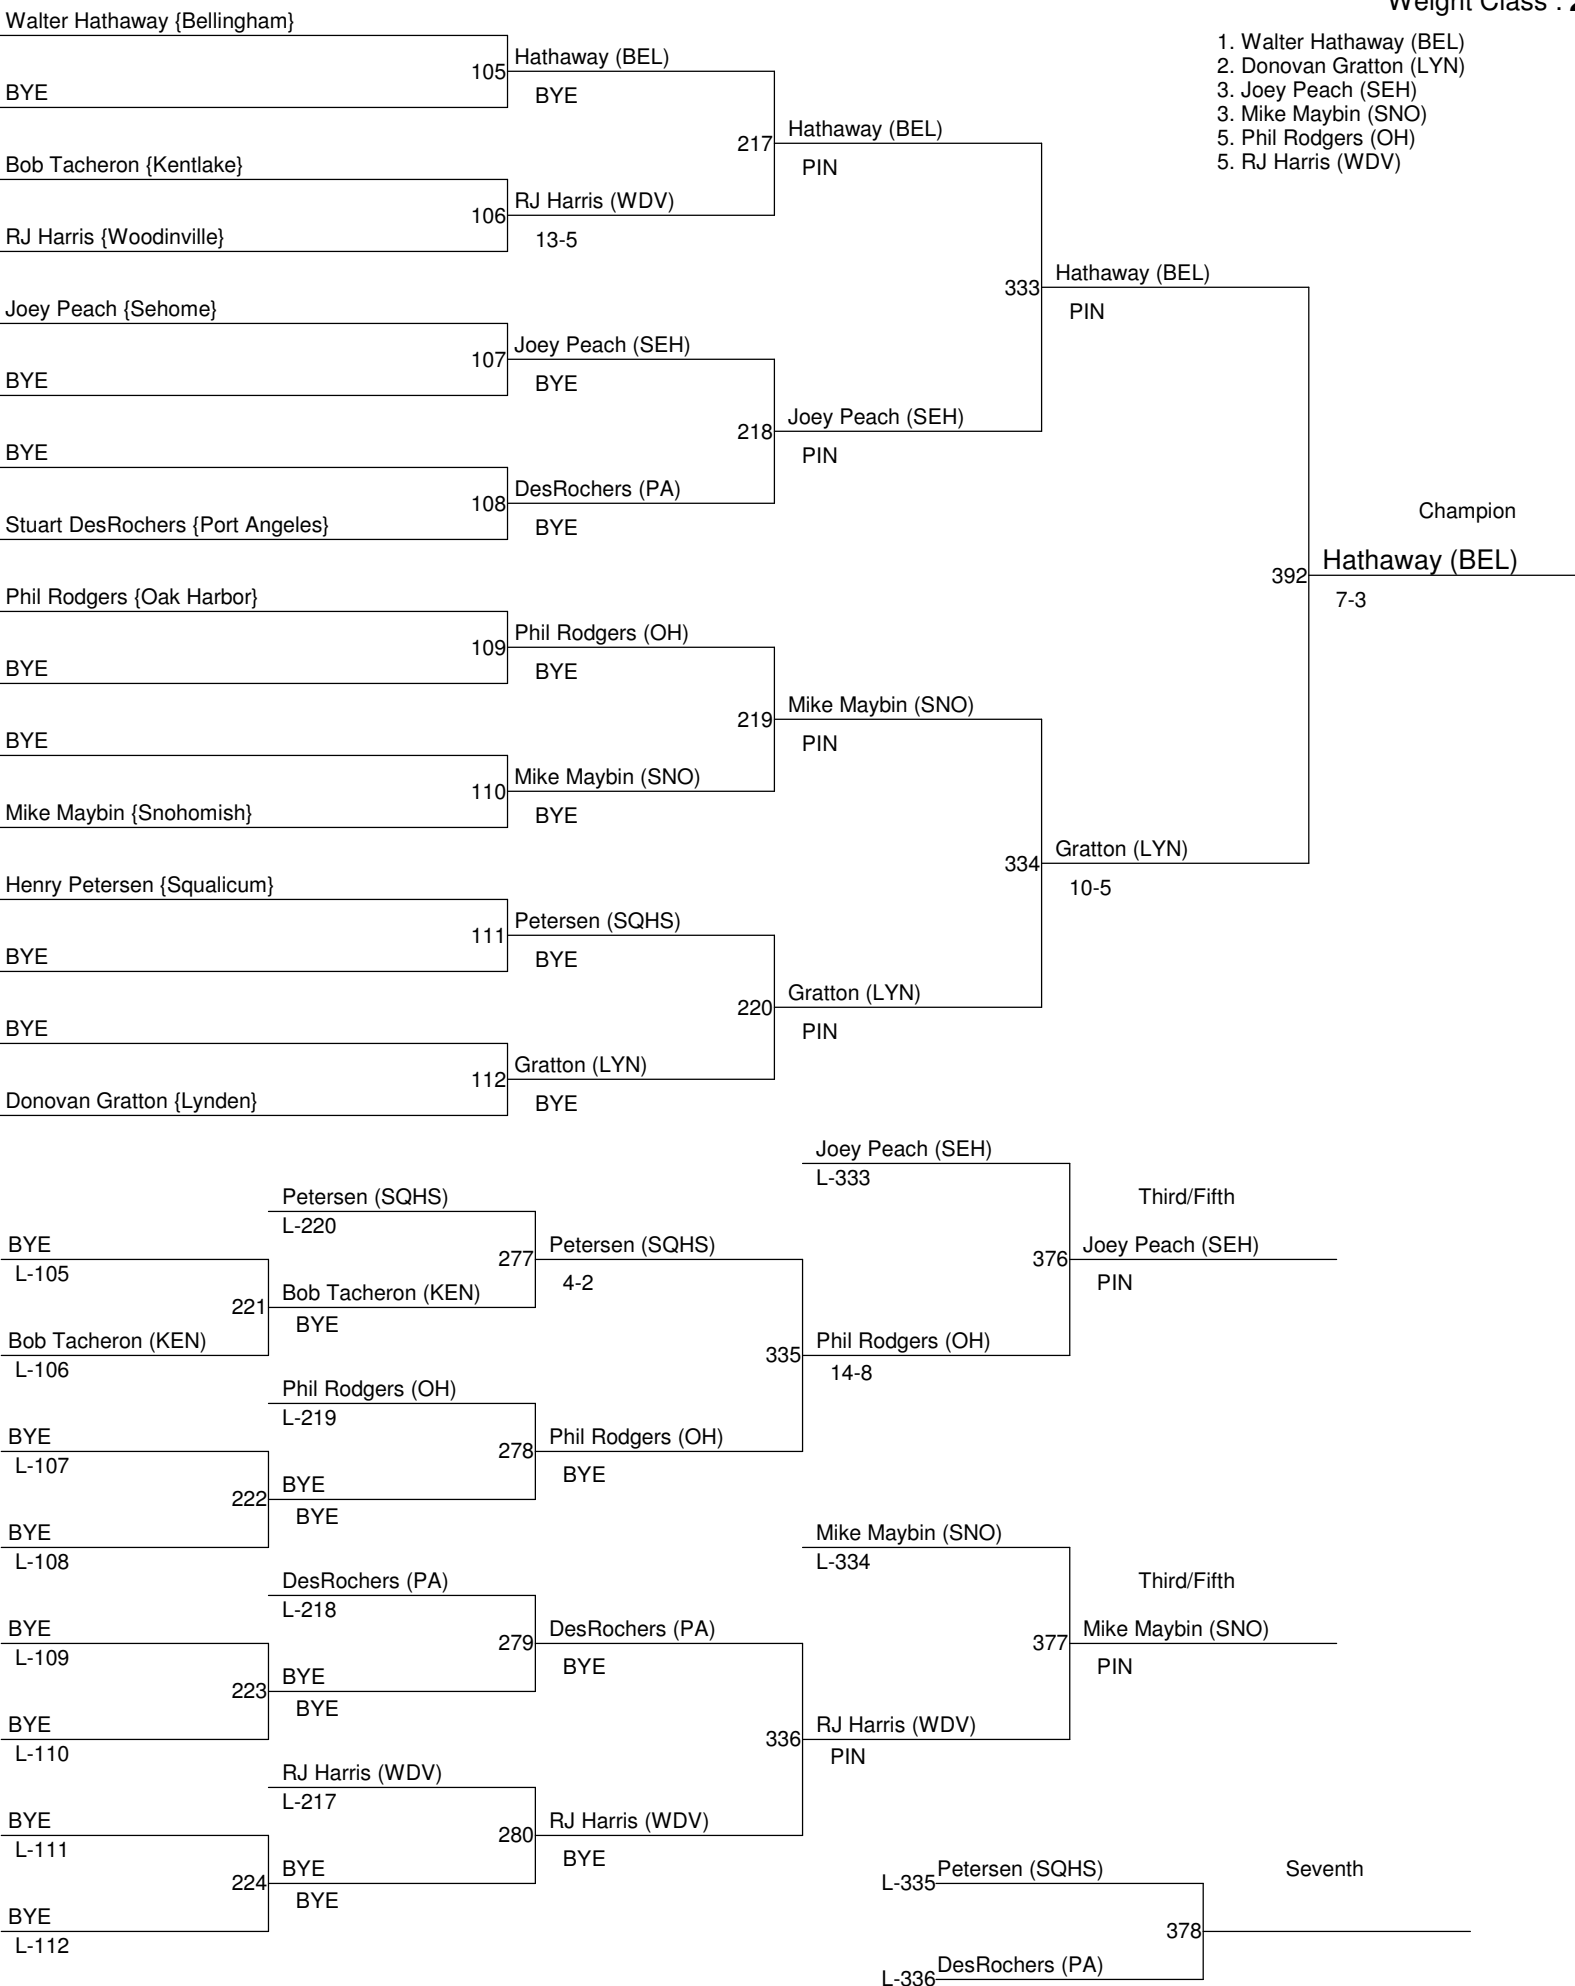 Weight Class :
1. Walter Hathaway (BEL)
2. Donovan Gratton (LYN)
3. Joey Peach (SEH)
3. Mike Maybin (SNO)
5. Phil Rodgers (OH)
5. RJ Harris (WDV)
Walter Hathaway {Bellingham}
105
Hathaway (BEL)
BYE
BYE
217
Hathaway (BEL)
PIN
Bob Tacheron {Kentlake}
106
RJ Harris (WDV)
RJ Harris {Woodinville}
13-5
333
Hathaway (BEL)
PIN
Joey Peach {Sehome}
107
Joey Peach (SEH)
BYE
BYE
218
Joey Peach (SEH)
PIN
BYE
108
DesRochers (PA)
Stuart DesRochers {Port Angeles}
BYE
Champion
392
Hathaway (BEL)
7-3
Phil Rodgers {Oak Harbor}
109
Phil Rodgers (OH)
BYE
BYE
219
Mike Maybin (SNO)
PIN
BYE
110
Mike Maybin (SNO)
Mike Maybin {Snohomish}
BYE
334
Gratton (LYN)
10-5
Henry Petersen {Squalicum}
111
Petersen (SQHS)
BYE
BYE
220
Gratton (LYN)
PIN
BYE
112
Gratton (LYN)
Donovan Gratton {Lynden}
BYE
Joey Peach (SEH)
L-333
Third/Fifth
Petersen (SQHS)
L-220
BYE
L-105
277
Petersen (SQHS)
4-2
376
Joey Peach (SEH)
PIN
221
Bob Tacheron (KEN)
BYE
Bob Tacheron (KEN)
L-106
335
Phil Rodgers (OH)
14-8
Phil Rodgers (OH)
L-219
BYE
L-107
278
Phil Rodgers (OH)
BYE
222
BYE
BYE
BYE
L-108
Mike Maybin (SNO)
L-334
Third/Fifth
DesRochers (PA)
L-218
BYE
L-109
279
DesRochers (PA)
BYE
377
Mike Maybin (SNO)
PIN
223
BYE
BYE
BYE
L-110
336
RJ Harris (WDV)
PIN
RJ Harris (WDV)
L-217
BYE
L-111
280
RJ Harris (WDV)
BYE
224
BYE
BYE
BYE
L-112
L-335
Petersen (SQHS)
Seventh
378
L-336
DesRochers (PA)